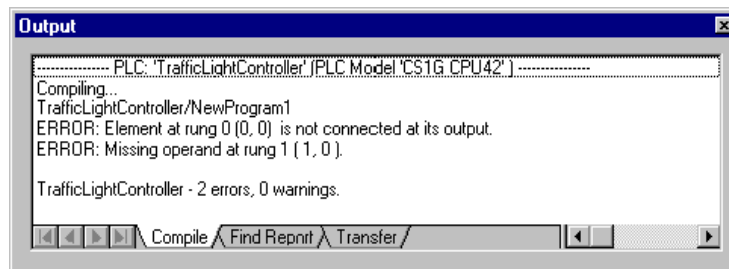 Output
--------------- PLC: 'TrafficLightController' (PLC Model 'CS1G CPU42' ) ---------------
Compiling...
TrafficLightController/NewProgram1
ERROR: Element at rung 0 (0, 0)  is not connected at its output.
ERROR: Missing operand at rung 1 ( 1, 0 ).
TrafficLightController - 2 errors, 0 warnings.
Compile / Find Report / Transfer /